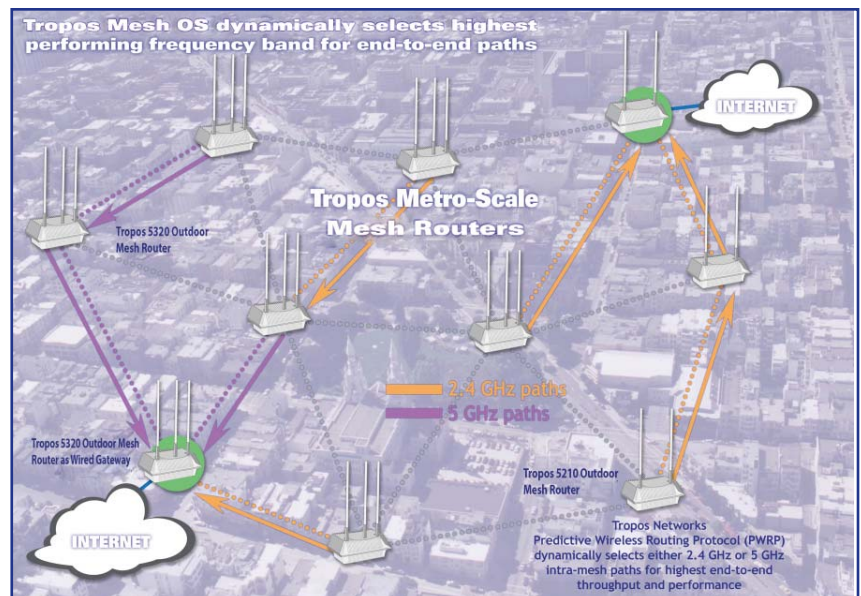 Tropos Mesh OS dynamically selects highest
performing frequency band for end-to-end paths
INTERNET
Tropos Metro-Scale
Mesh Routers
Tropos 5320 Outdoor
Mesh Router
2.4 GHz paths
5 GHz paths
Tropos 5320 Outdoor Mesh
Router as Wired Gateway
Tropos 5210 Outdoor
Mesh Router
INTERNET
Tropos Networks
Predictive Wireless Routing Protocol (PWRP)
dynamically selects either 2.4 GHz or 5 GHz
intra-mesh paths for highest end-to-end
throughput and performance